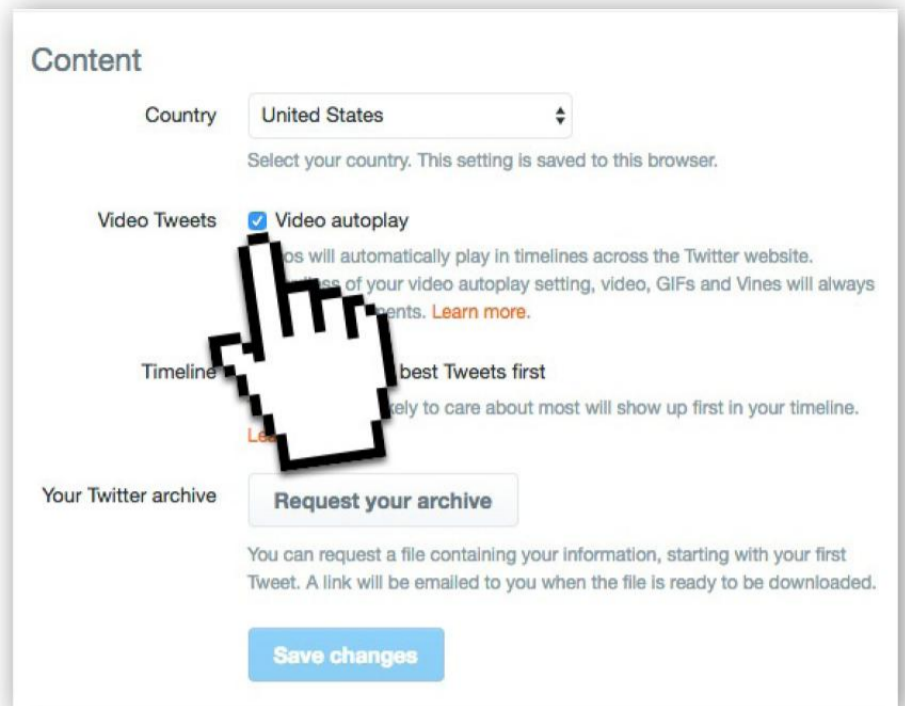 Content
Country United States
Select your country. This setting is saved to this browser.
Video Tweets Video autoplay
will automatically play in timelines across the Twitter website.
of your video autoplay setting, video, GIFs and Vines will always
Learn more.
Timeline best Tweets first
to care about most will show up first in your timeline.
Your Twitter archive Request your archive
You can request a file containing your information, starting with your first
Tweet. A link will be emailed to you when the file is ready to be downloaded.
Save changes